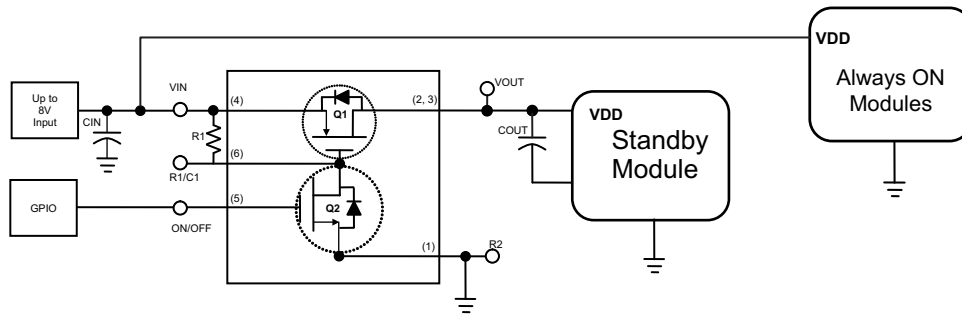 VDD
Always ON
Modules
Up to
8V
Input
CIN
VIN
(4)
Q1
(2, 3)
VOUT
COUT
VDD
Standby
Module
R1
(6)
R1/C1
GPIO
ON/OFF
(5)
Q2
(1)
R2